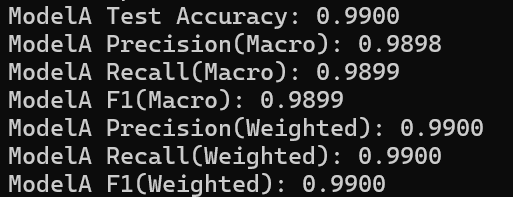 ModelA Test Accuracy: 0.9900
ModelA Precision(Macro): 0.9898
ModelA Recall(Macro): 0.9899
ModelA F1(Macro): 0.9899
ModelA Precision(Weighted): 0.9900
ModelA Recall(Weighted): 0.9900
ModelA F1(Weighted): 0.9900